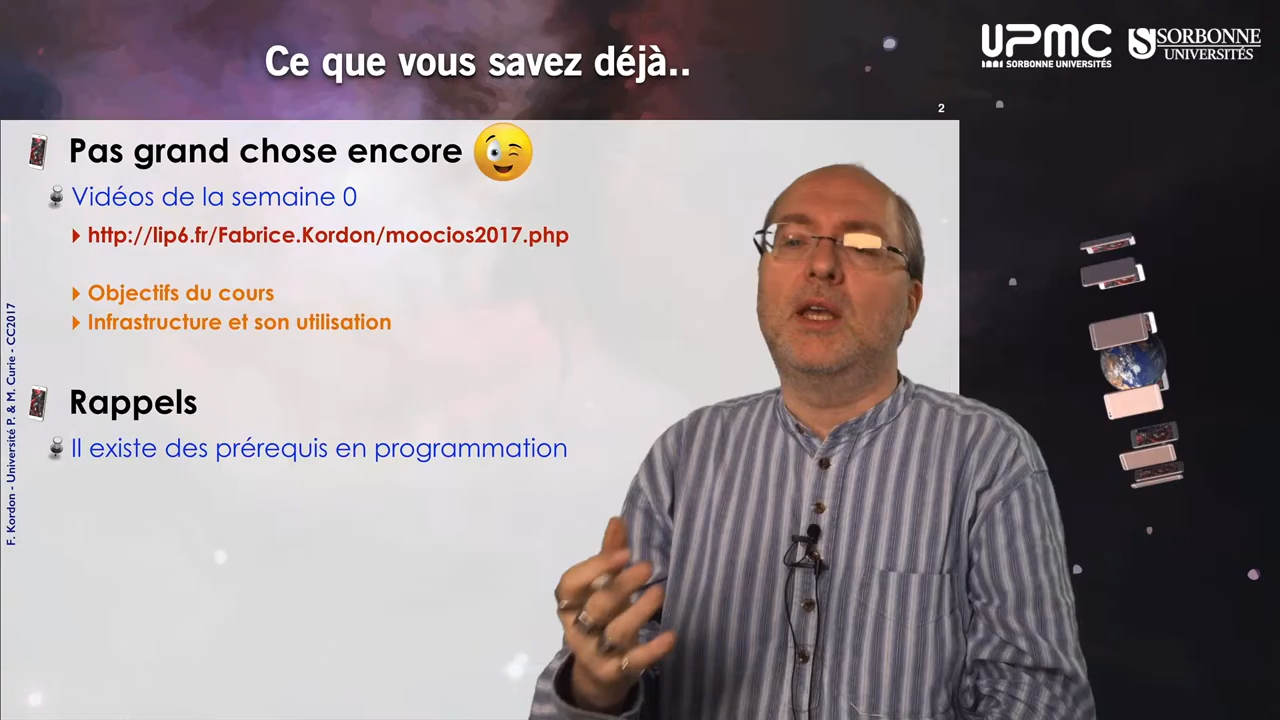 Ce que vous savez déjà..
UPMC
SORBONNE UNIVERSITÉS
SORBONNE
UNIVERSITÉS
2
Pas grand chose encore
Vidéos de la semaine 0
http://lip6.fr/Fabrice.Kordon/moocios2017.php
Objectifs du cours
Infrastructure et son utilisation
Rappels
Il existe des prérequis en programmation
F. Kordon - Université P. & M. Curie - CC2017